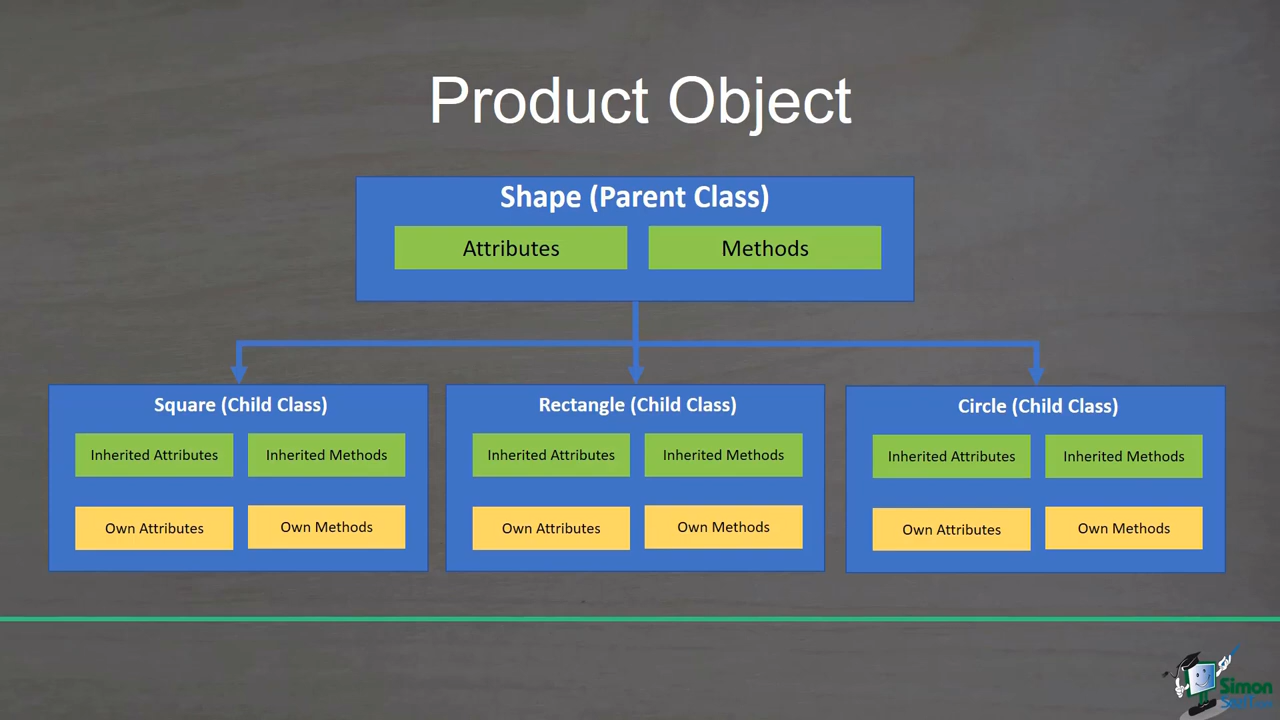 Product Object
Shape (Parent Class)
Attributes
Methods
Square (Child Class)
Inherited Attributes
Inherited Methods
Own Attributes
Own Methods
Rectangle (Child Class)
Inherited Attributes
Inherited Methods
Own Attributes
Own Methods
Circle (Child Class)
Inherited Attributes
Inherited Methods
Own Attributes
Own Methods
Simon